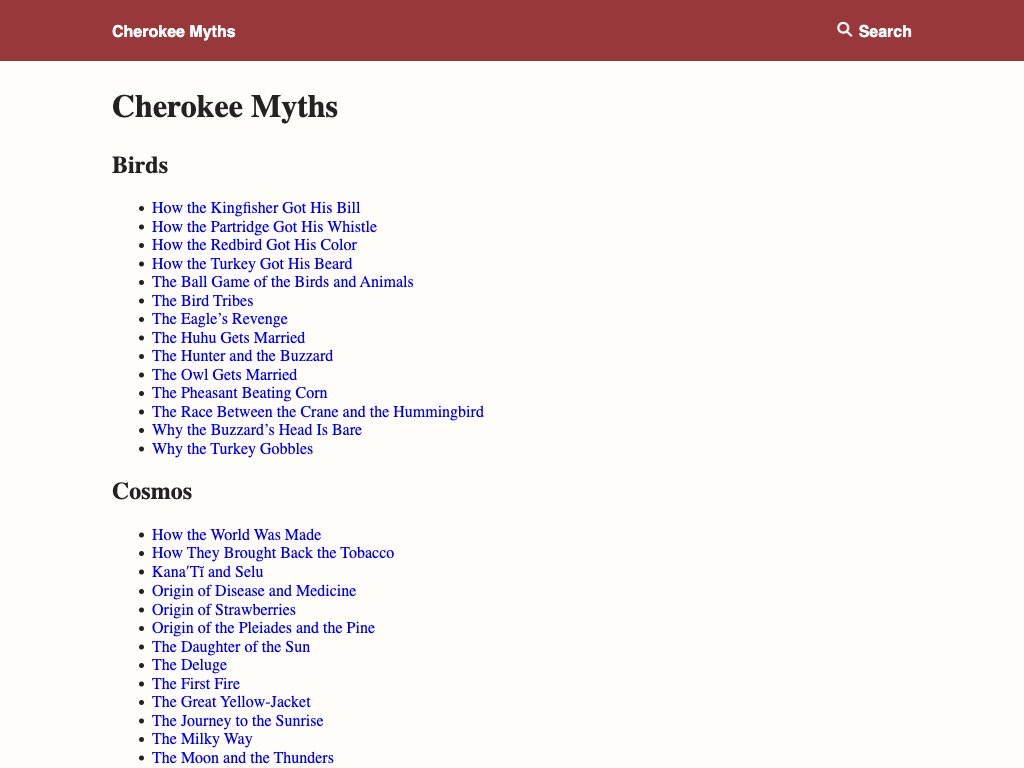 Cherokee Myths
Search
Cherokee Myths
Birds
How the Kingfisher Got His Bill
How the Partridge Got His Whistle
How the Redbird Got His Color
How the Turkey Got His Beard
The Ball Game of the Birds and Animals
The Bird Tribes
The Eagle’s Revenge
The Huhu Gets Married
The Hunter and the Buzzard
The Owl Gets Married
The Pheasant Beating Corn
The Race Between the Crane and the Hummingbird
Why the Buzzard’s Head Is Bare
Why the Turkey Gobbles
Cosmos
How the World Was Made
How They Brought Back the Tobacco
Kana′Tĭ and Selu
Origin of Disease and Medicine
Origin of Strawberries
Origin of the Pleiades and the Pine
The Daughter of the Sun
The Deluge
The First Fire
The Great Yellow-Jacket
The Journey to the Sunrise
The Milky Way
The Moon and the Thunders